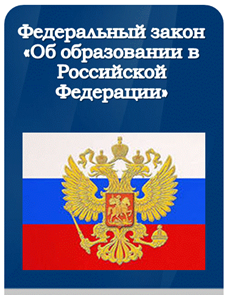 Федеральный закон
«Об образовании в
Российской
Федерации»